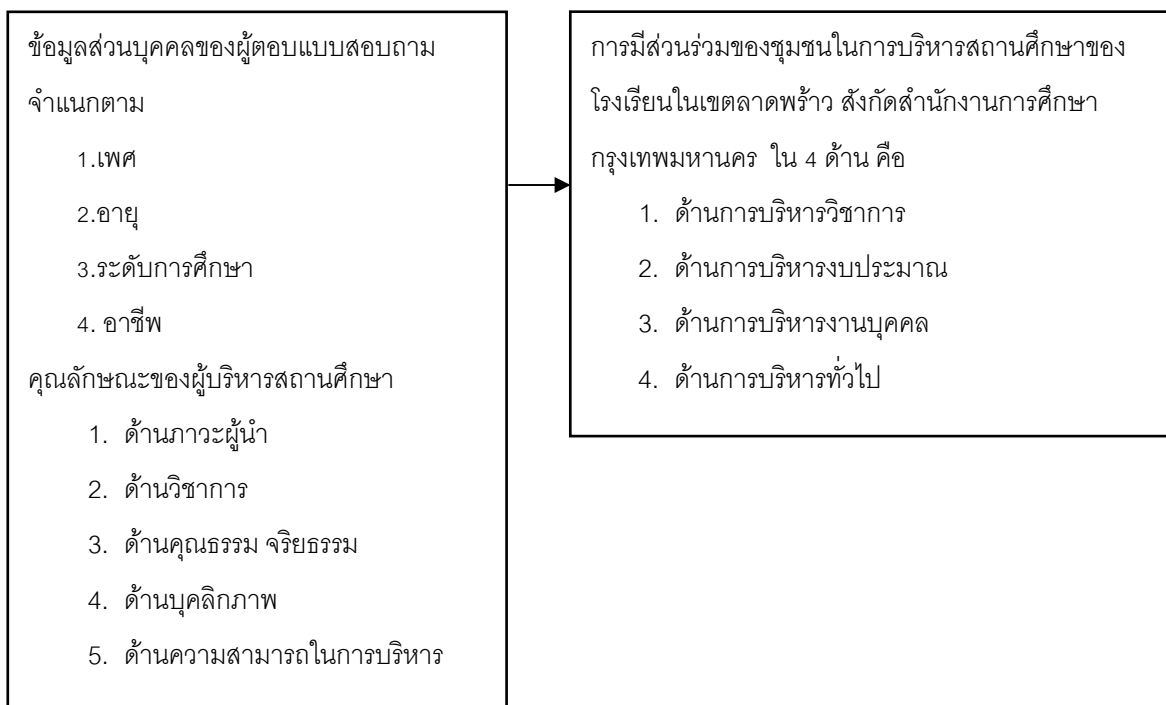 ข้อมูลส่วนบุคคลของผู้ตอบแบบสอบถาม
จำแนกตาม
1.เพศ
2.อายุ
3.ระดับการศึกษา
4. อาชีพ
คุณลักษณะของผู้บริหารสถานศึกษา
1. ด้านภาวะผู้นำ
2. ด้านวิชาการ
3. ด้านคุณธรรม จริยธรรม
4. ด้านบุคลิกภาพ
5. ด้านความสามารถในการบริหาร
การมีส่วนร่วมของชุมชนในการบริหารสถานศึกษาของ
โรงเรียนในเขตลาดพร้าว สังกัดสำนักงานการศึกษา
กรุงเทพมหานคร ใน 4 ด้าน คือ
1. ด้านการบริหารวิชาการ
2. ด้านการบริหารงบประมาณ
3. ด้านการบริหารงานบุคคล
4. ด้านการบริหารทั่วไป